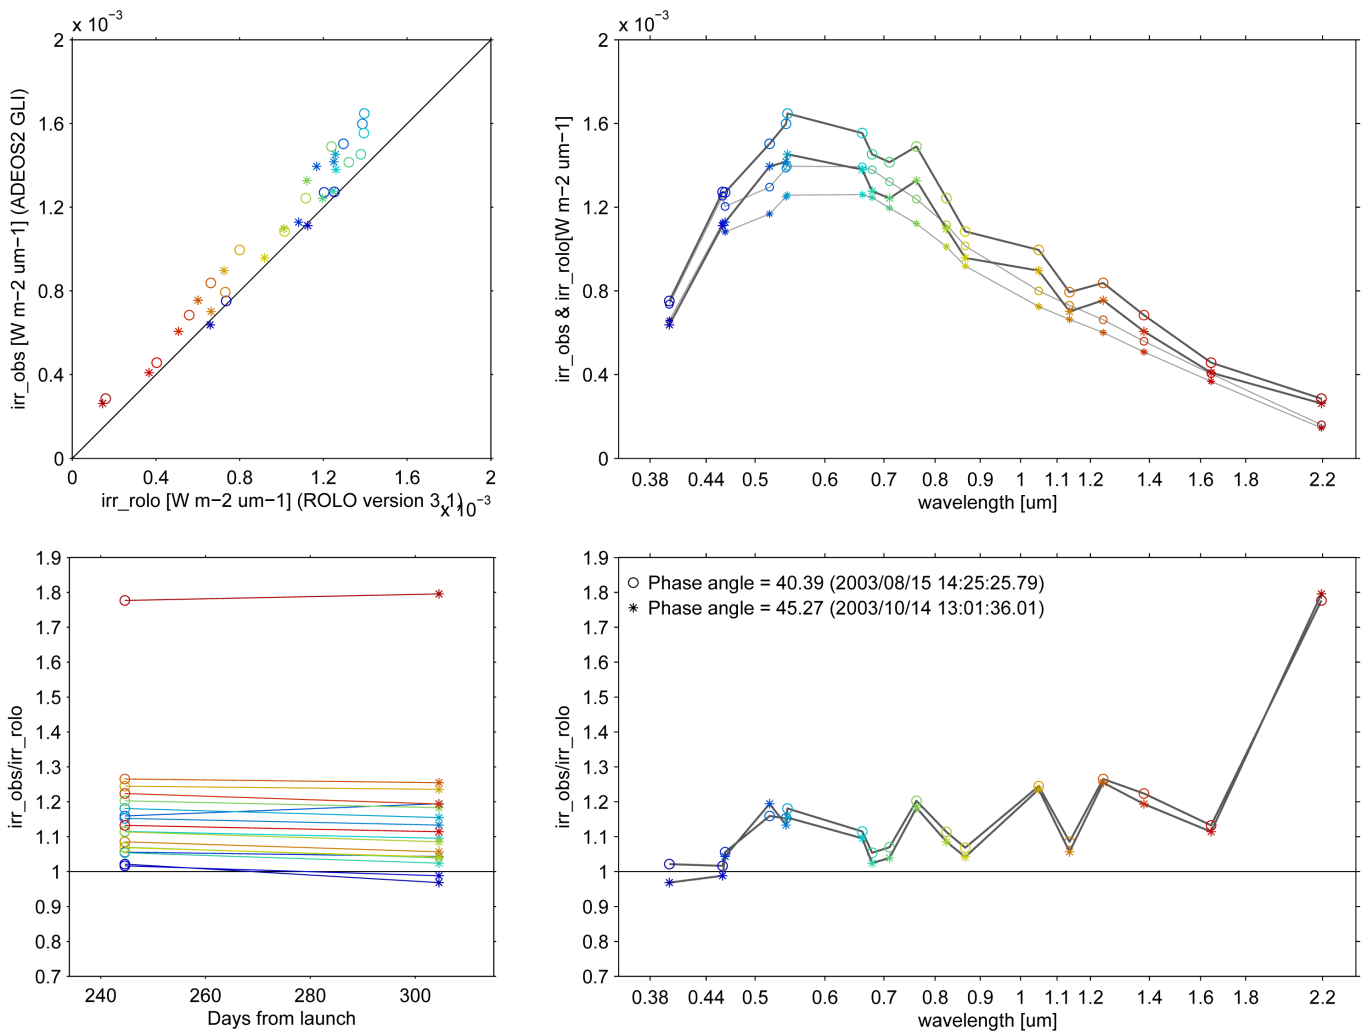 x 10−3
2
1.6
1.2
0.8
0.4
0
irr_obs [W m−2 um−1] (ADEOS2 GLI)
0 0.4 0.8 1.2 1.6 2
irr_rolo [W m−2 um−1] (ROLO version 3.1)
x 10−3
x 10−3
2
1.6
1.2
0.8
0.4
0
irr_obs & irr_rolo[W m−2 um−1]
0.38 0.44 0.5 0.6 0.7 0.8 0.9 1 1.1 1.2 1.4 1.6 1.8 2.2
wavelength [um]
1.9
1.8
1.7
1.6
1.5
1.4
1.3
1.2
1.1
1
0.9
0.8
0.7
irr_obs/irr_rolo
240 260 280 300
Days from launch
1.9
1.8
1.7
1.6
1.5
1.4
1.3
1.2
1.1
1
0.9
0.8
0.7
irr_obs/irr_rolo
Phase angle = 40.39 (2003/08/15 14:25:25.79)
Phase angle = 45.27 (2003/10/14 13:01:36.01)
0.38 0.44 0.5 0.6 0.7 0.8 0.9 1 1.1 1.2 1.4 1.6 1.8 2.2
wavelength [um]